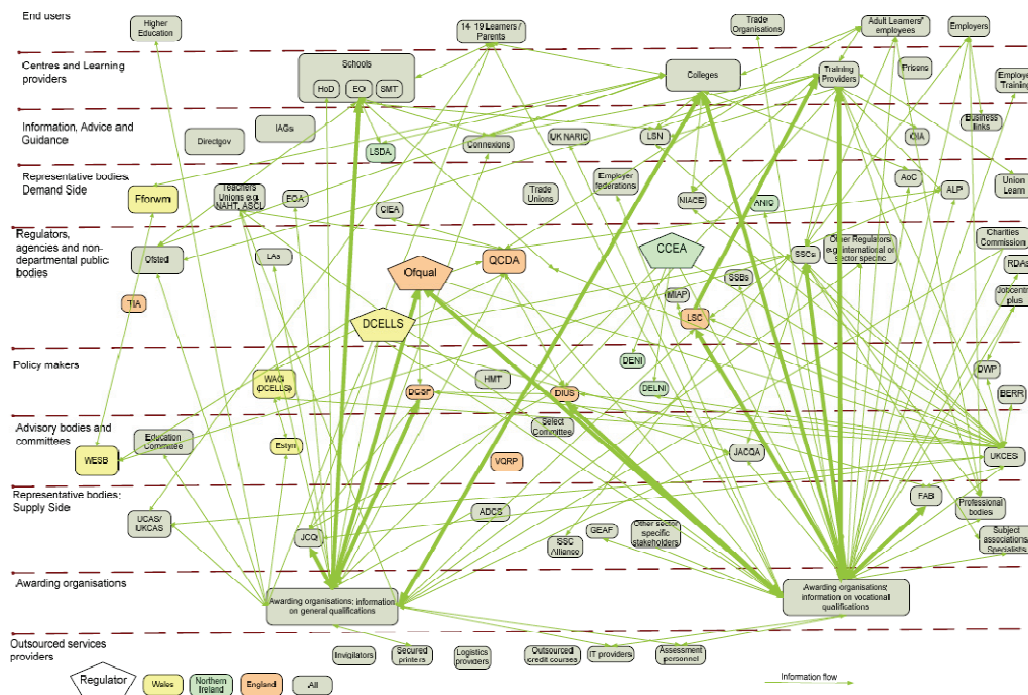 End users
Higher
Education
14-19 Learners/
Parents
Trade
Organisations
Adult Learners/
employees
Employers
Centres and Learning
providers
Schools
HoD
EO
SMT
Colleges
Training
Providers
Prisons
Employer
Training
Information, Advice and
Guidance
Directgov
IAGs
LSDA
Connexions
UK NARIC
LSN
OIA
Business
links
Representative bodies:
Demand Side
Fforwm
Teachers
Unions e.g.
NAHT, ASCL
EOA
CIEA
Trade
Unions
Employer
federations
NIACE
ANIC
AoC
ALP
Union
Learn
Regulators,
agencies and non-
departmental public
bodies
Ofsted
LAs
Ofqual
QCDA
CCEA
SSBs
SSCs
Other Regulators
e.g. international or
sector specific
Charities
Commission
RDAs
Jobcentre
plus
TIA
DCELLS
MIAP
LSC
Policy makers
WAG
(DCELLS)
DCSF
HMT
DIUS
DENI
DELNI
DWP
BERR
Advisory bodies and
committees
WESB
Education
Committee
Estyn
VQRP
Select
Committee
JACQA
UKCES
Representative bodies:
Supply Side
UCAS/
UKCAS
JCQ
ADCS
SSC
Alliance
GEAF
Other sector
specific
stakeholders
FAB
Professional
bodies
Subject
associations/
Specialists
Awarding organisations
Awarding organisations: information
on general qualifications
Awarding organisations:
information on vocational
qualifications
Outsourced services
providers
Invigilators
Secured
printers
Logistics
providers
Outsourced
credit courses
IT providers
Assessment
personnel
Regulator
Wales
Northern
Ireland
England
All
Information flow